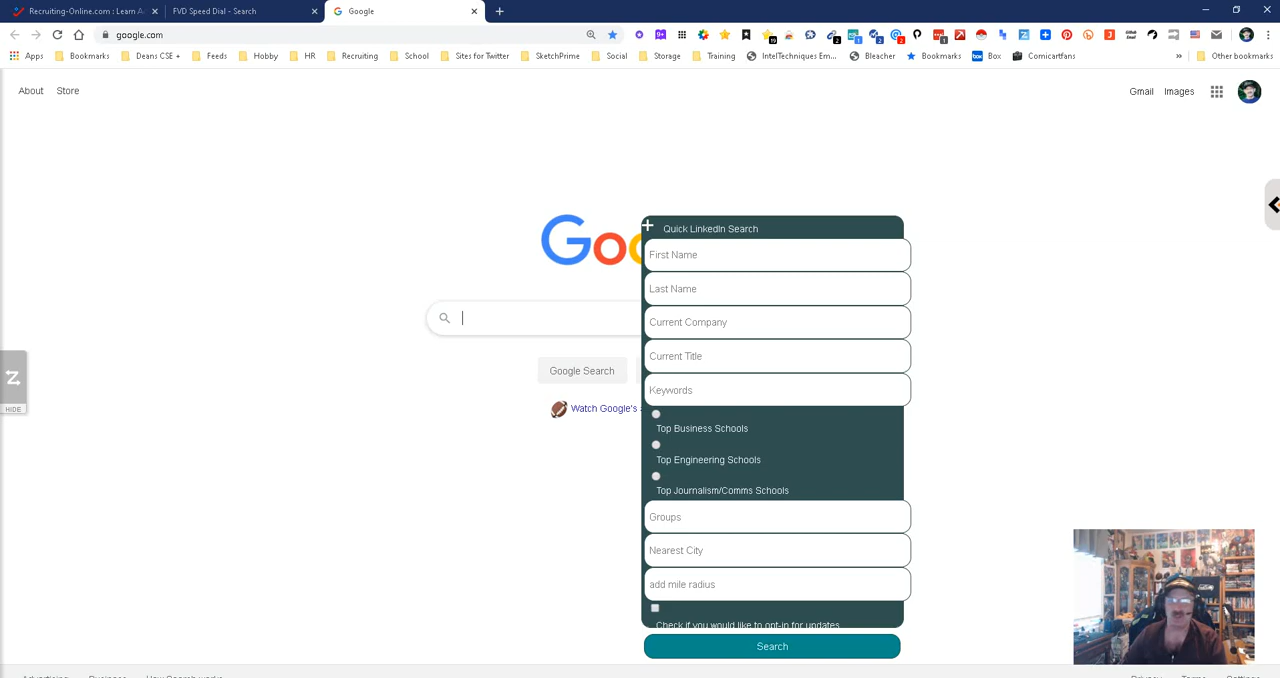 Recruiting-Online.com : Learn A
FVD Speed Dial - Search
Google
google.com
Apps
Bookmarks
Deans CSE +
Feeds
Hobby
HR
Recruiting
School
Sites for Twitter
SketchPrime
Social
Storage
Training
IntelTechniques Em...
Bleacher
Bookmarks
Box
Comicartfans
»
Other bookmarks
About
Store
Gmail
Images
Goo
Quick LinkedIn Search
First Name
Last Name
Current Company
Current Title
Keywords
Top Business Schools
Top Engineering Schools
Top Journalism/Comms Schools
Groups
Nearest City
add mile radius
Check if you would like to opt-in for updates
Search
Google Search
Watch Google's
HIDE